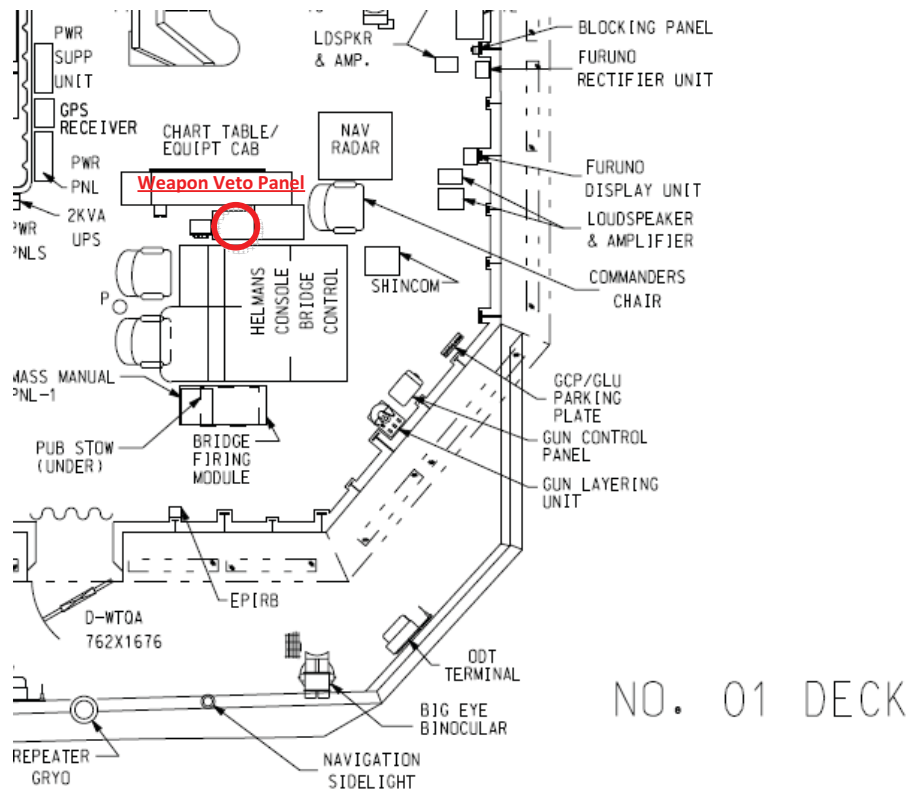 PWR
SUPP
UNIT
GPS
RECEIVER
PWR
PNL
2KVA
UPS
PWR
PNLS
LDSPKR
& AMP.
CHART TABLE/
EQUIPT CAB
NAV
RADAR
Weapon Veto Panel
BLOCKING PANEL
FURUNO
RECTIFIER UNIT
FURUNO
DISPLAY UNIT
LOUDSPEAKER
& AMPLIFIER
COMMANDERS
CHAIR
SHINCOM
HELMANS
CONSOLE
BRIDGE
CONTROL
P
MASS MANUAL
PNL-1
PUB STOW
(UNDER)
BRIDGE
FIRING
MODULE
GCP/GLU
PARKING
PLATE
GUN CONTROL
PANEL
GUN LAYERING
UNIT
EPIRB
D-WTQA
762X1676
ODT
TERMINAL
BIG EYE
BINOCULAR
NAVIGATION
SIDELIGHT
REPEATER
GRYO
NO. 01 DECK